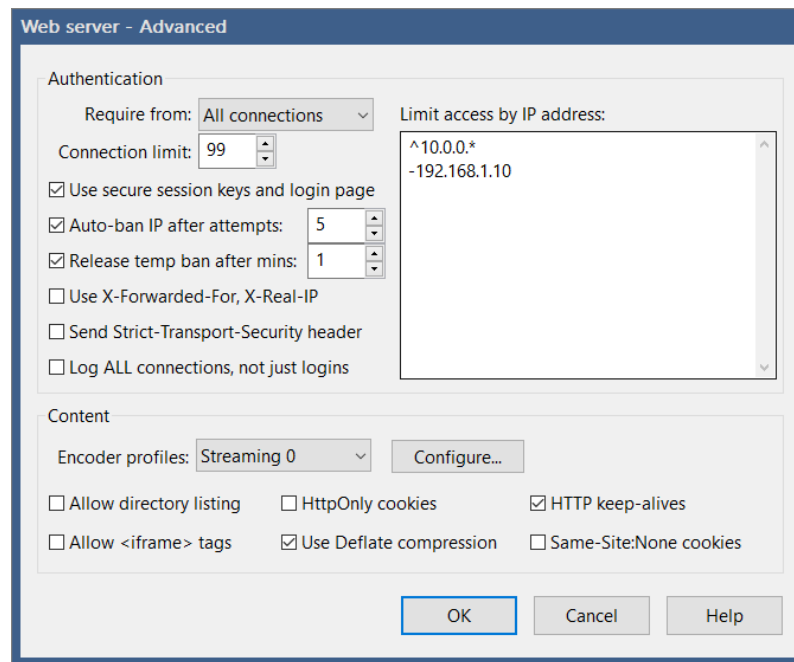 Web server - Advanced
Authentication
Require from: All connections
Connection limit: 99
Use secure session keys and login page
Auto-ban IP after attempts: 5
Release temp ban after mins: 1
Use X-Forwarded-For, X-Real-IP
Send Strict-Transport-Security header
Log ALL connections, not just logins
Limit access by IP address:
^10.0.0.*
-192.168.1.10
Content
Encoder profiles: Streaming 0 Configure...
Allow directory listing HttpOnly cookies HTTP keep-alives
Allow <iframe> tags Use Deflate compression Same-Site:None cookies
OK Cancel Help